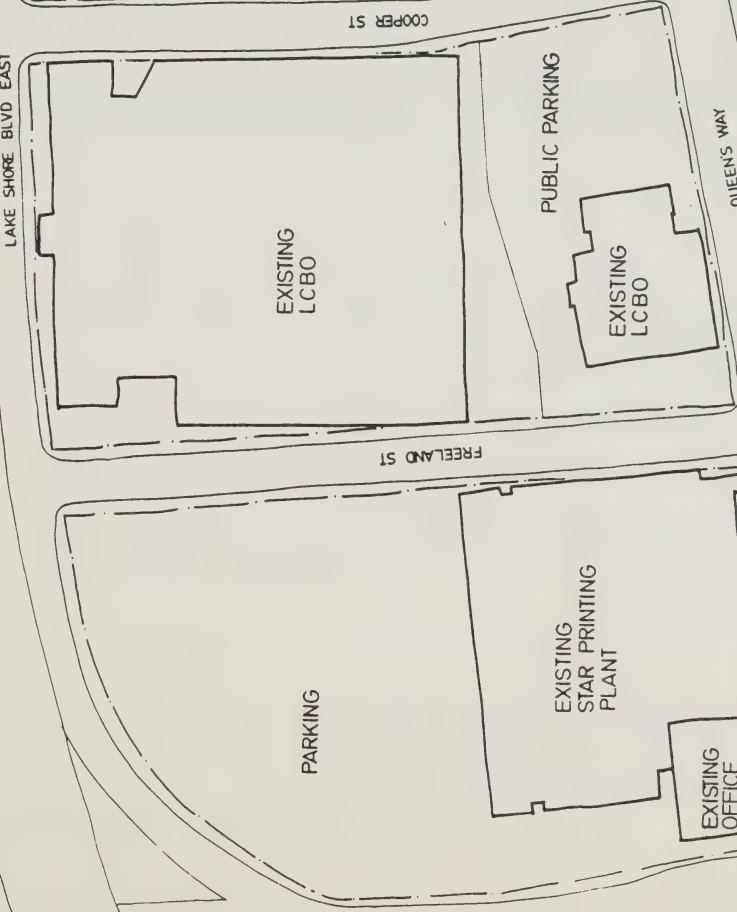 COOPER ST
LAKE SHORE BLVD EAST
PUBLIC PARKING
QUEEN'S WAY
EXISTING
LCBO
EXISTING
LCBO
FREELAND ST
EXISTING
STAR PRINTING
PLANT
PARKING
EXISTING
OFFICE